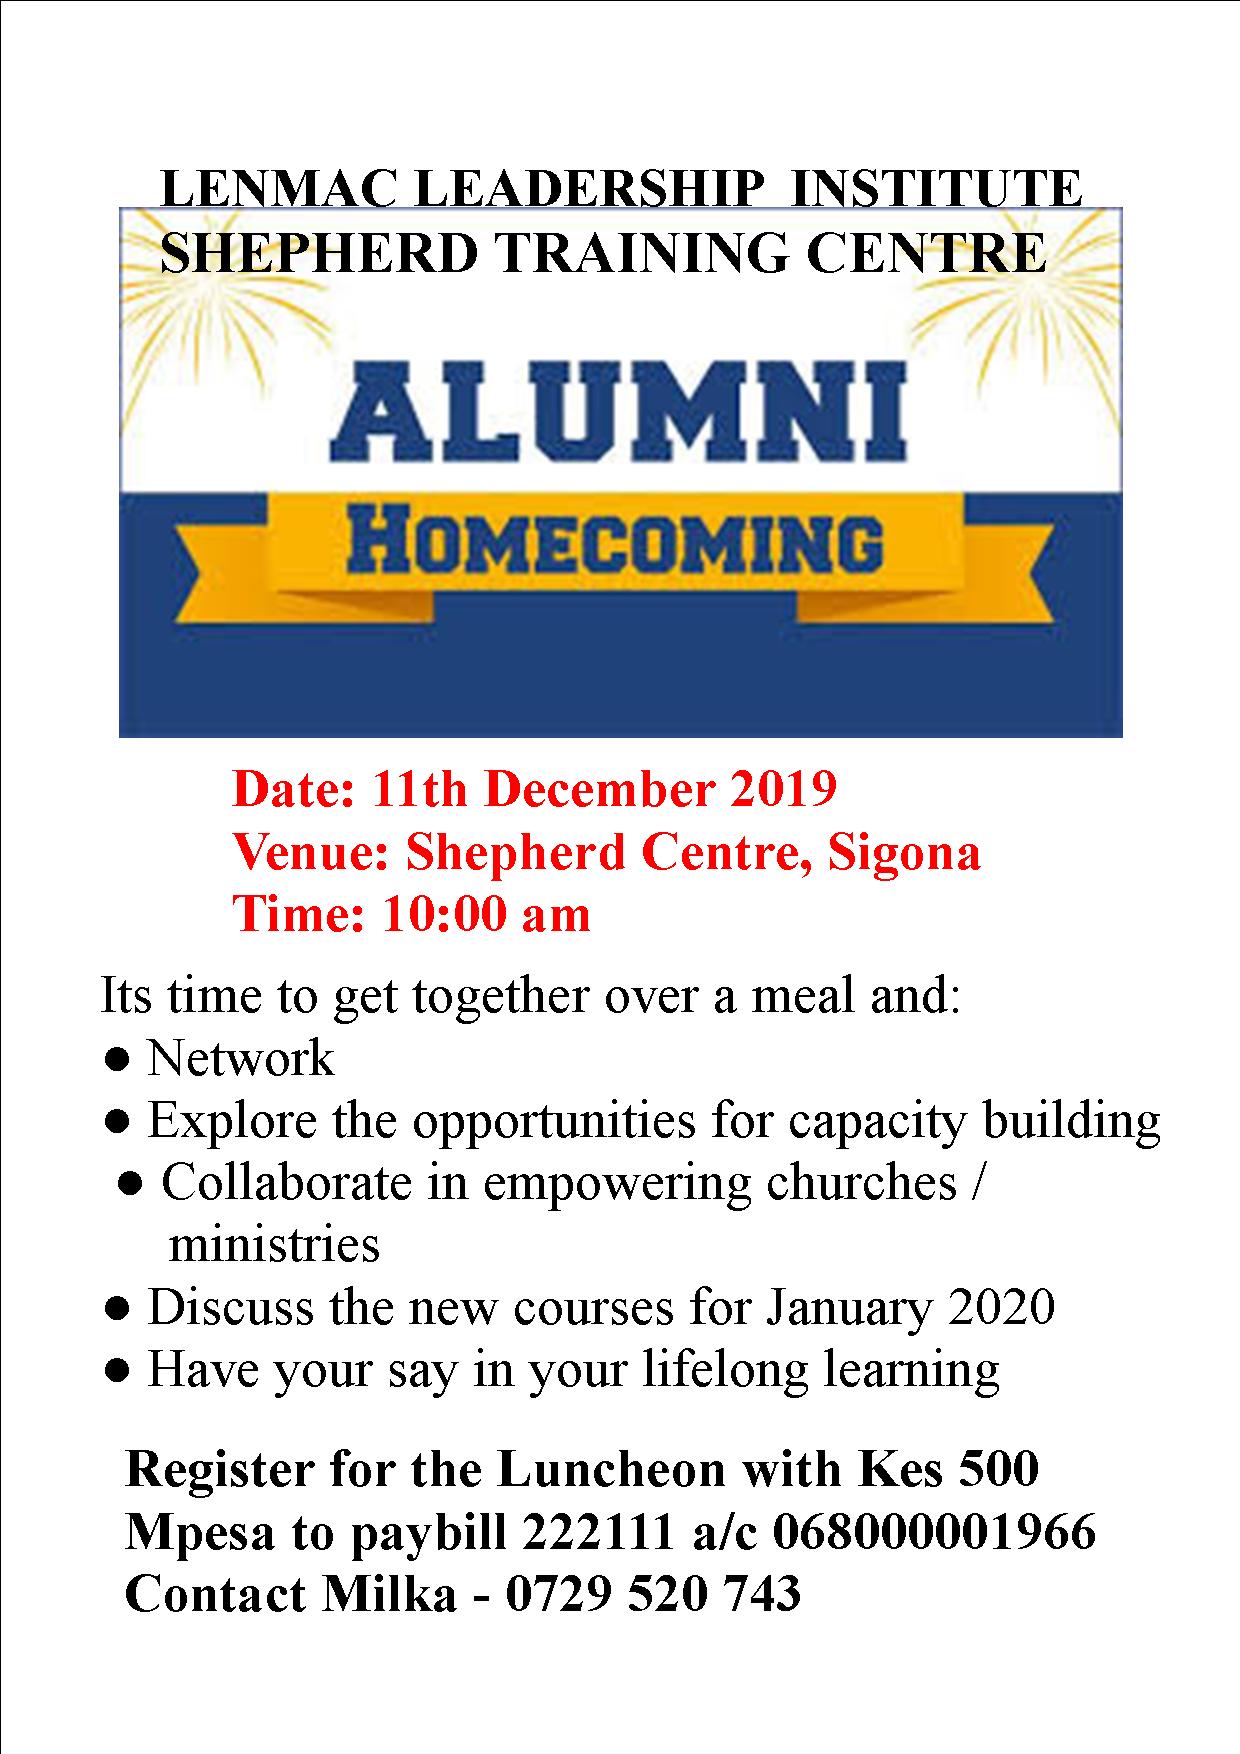 LENMAC LEADERSHIP INSTITUTE
SHEPHERD TRAINING CENTRE
ALUMNI
HOMECOMING
Date: 11th December 2019
Venue: Shepherd Centre, Sigona
Time: 10:00 am
Its time to get together over a meal and:
● Network
● Explore the opportunities for capacity building
● Collaborate in empowering churches /
ministries
● Discuss the new courses for January 2020
● Have your say in your lifelong learning
Register for the Luncheon with Kes 500
Mpesa to paybill 222111 a/c 068000001966
Contact Milka - 0729 520 743